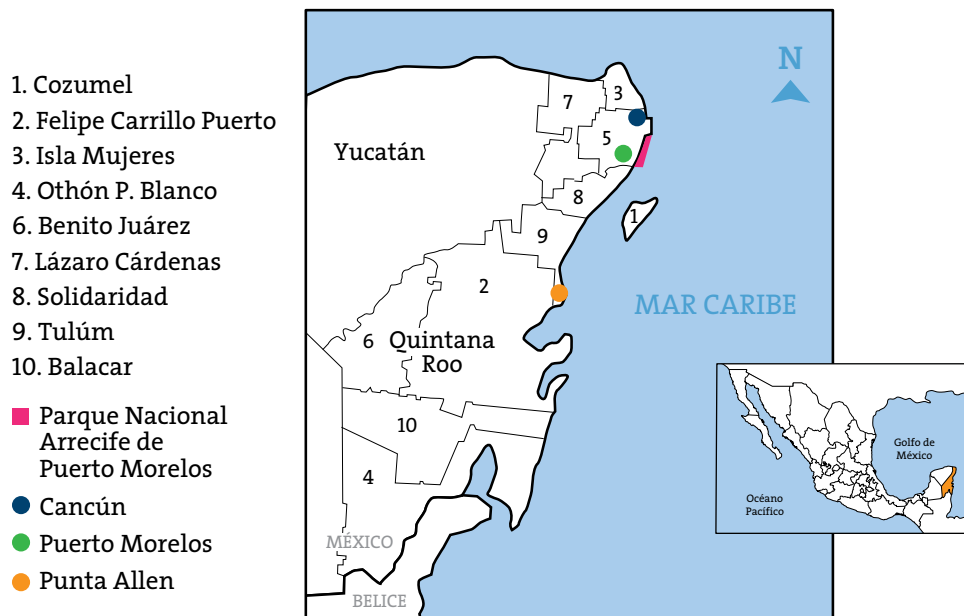 1. Cozumel
2. Felipe Carrillo Puerto
3. Isla Mujeres
4. Othón P. Blanco
6. Benito Juárez
7. Lázaro Cárdenas
8. Solidaridad
9. Tulúm
10. Balacar
Parque Nacional
Arrecife de
Puerto Morelos
Cancún
Puerto Morelos
Punta Allen
N
3
7
5
Yucatán
8
1
9
2
MAR CARIBE
6
Quintana
Roo
10
4
MÉXICO
BELICE
Golfo de
México
Océano
Pacífico